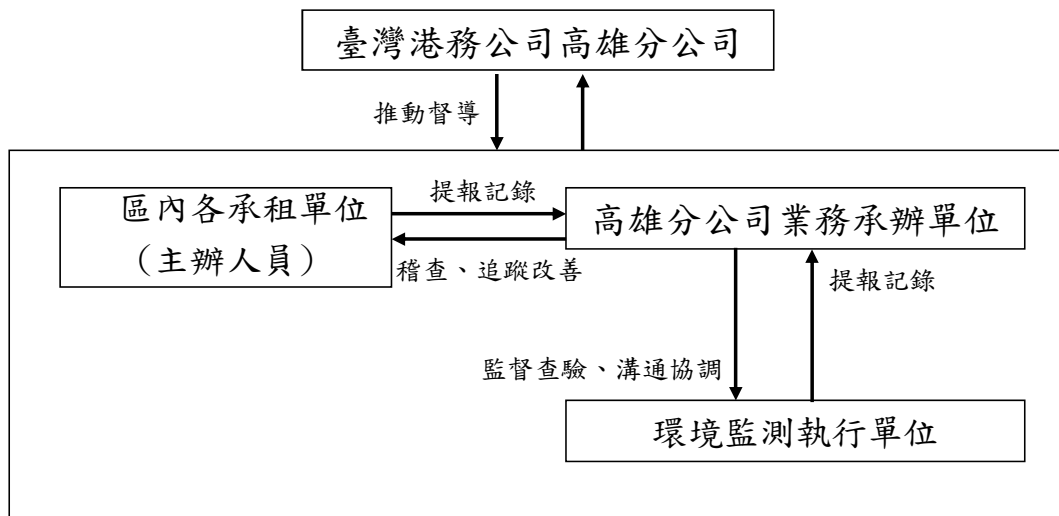 臺灣港務公司高雄分公司
推動督導
區內各承租單位
（主辦人員）
提報記錄
高雄分公司業務承辦單位
稽查、追蹤改善
提報記錄
監督查驗、溝通協調
環境監測執行單位